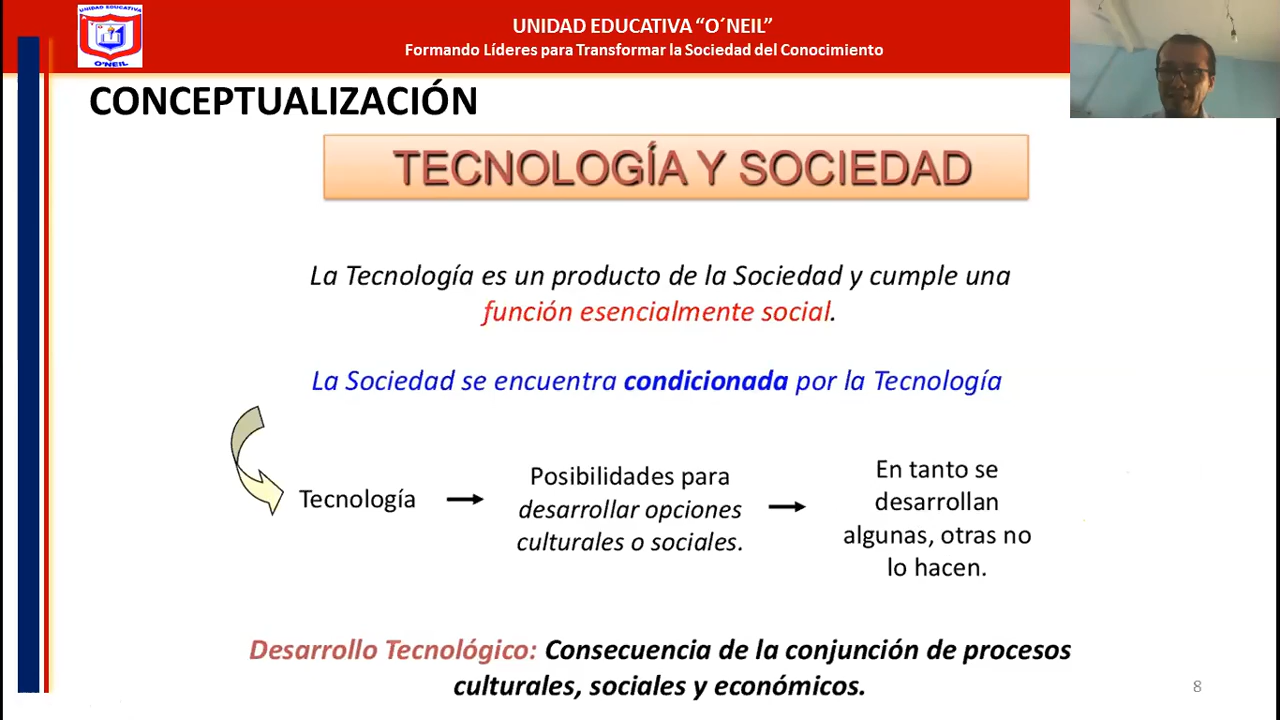 UNIDAD EDUCATIVA “O´NEIL”
Formando Líderes para Transformar la Sociedad del Conocimiento
UNIDAD EDUCATIVA
O'NEIL
CONCEPTUALIZACIÓN
TECNOLOGÍA Y SOCIEDAD
La Tecnología es un producto de la Sociedad y cumple una
función esencialmente social.
La Sociedad se encuentra condicionada por la Tecnología
Tecnología
Posibilidades para
desarrollar opciones
culturales o sociales.
En tanto se
desarrollan
algunas, otras no
lo hacen.
Desarrollo Tecnológico: Consecuencia de la conjunción de procesos
culturales, sociales y económicos.
8